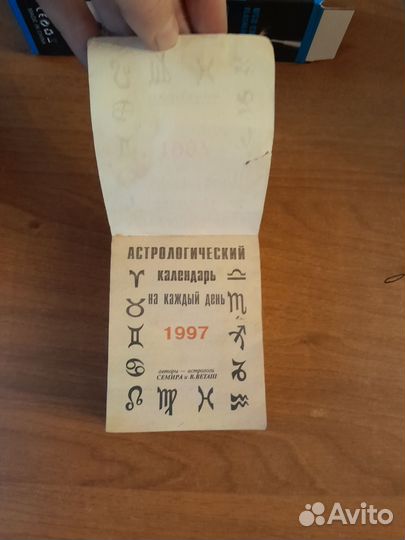 АСТРОЛОГИЧЕСКИЙ
календарь
на каждый день
1997
авторы — астрологи
СЕМИРА и В.ВЕТАШ
Avito